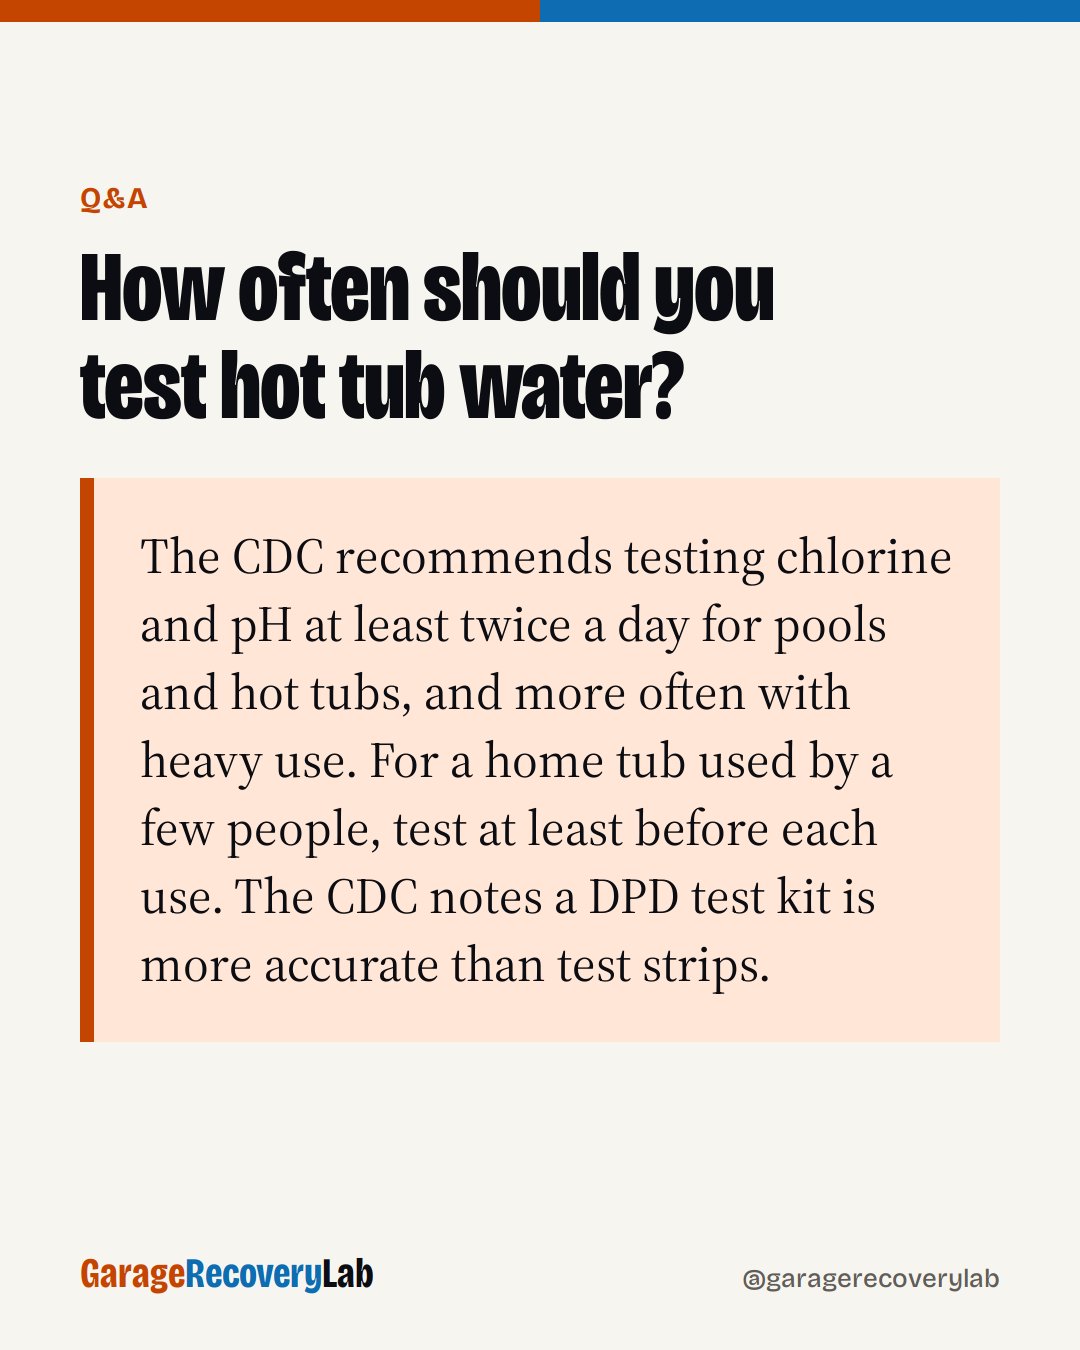 Q&A
How often should you
test hot tub water?
The CDC recommends testing chlorine
and pH at least twice a day for pools
and hot tubs, and more often with
heavy use. For a home tub used by a
few people, test at least before each
use. The CDC notes a DPD test kit is
more accurate than test strips.
GarageRecoveryLab
@garagerecoverylab